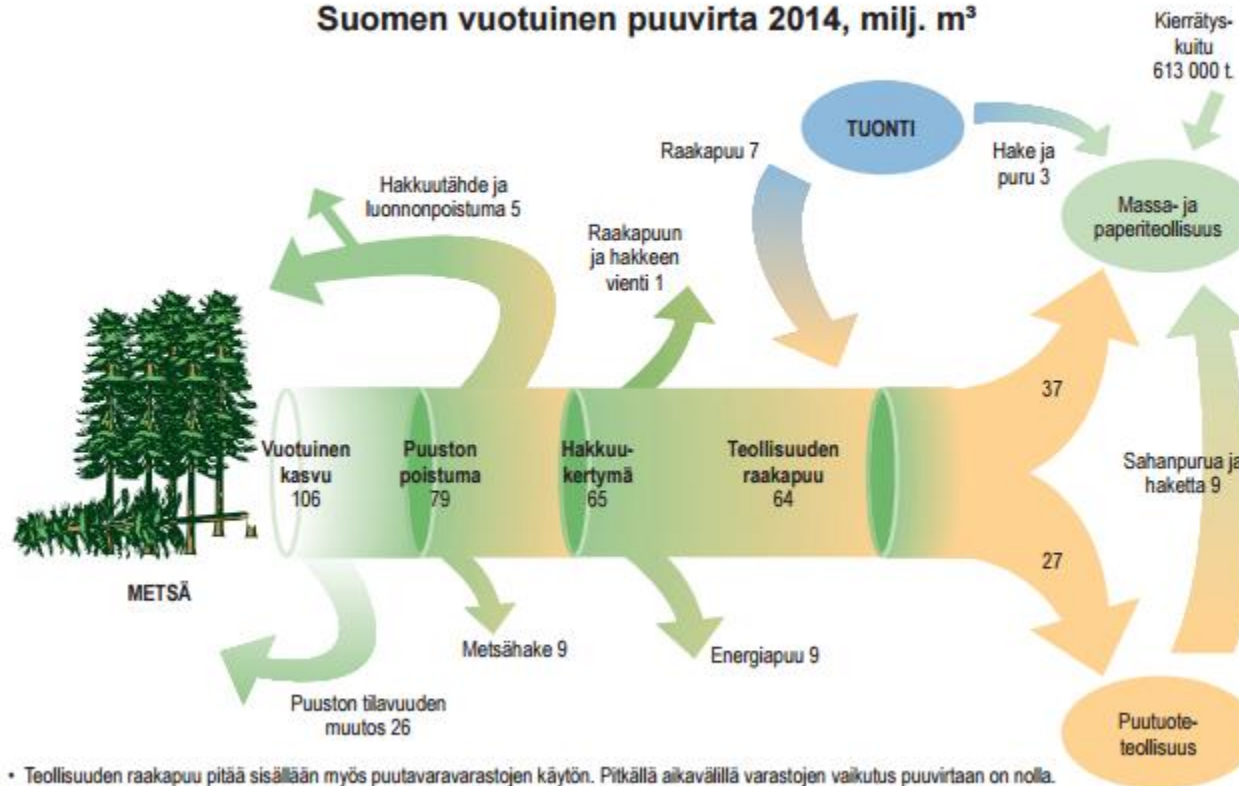 Suomen vuotuinen puuvirta 2014, milj. m³
Kierrätys-
kuitu
613 000 t.
TUONTI
Raakapuu 7
Hake ja
puru 3
Hakkuutähde ja
luonnonpoistuma 5
Massa- ja
paperiteollisuus
Raakapuun
ja hakkeen
vienti 1
37
Vuotuinen
kasvu
106
Puuston
poistuma
79
Hakkuu-
kertymä
65
Teollisuuden
raakapuu
64
Sahanpurua ja
haketta 9
27
METSÄ
Metsähake 9
Energiapuu 9
Puuston tilavuuden
muutos 26
Puutuote-
teollisuus
• Teollisuuden raakapuu pitää sisällään myös puutavaravarastojen käytön. Pitkällä aikavälillä varastojen vaikutus puuvirtaan on nolla.